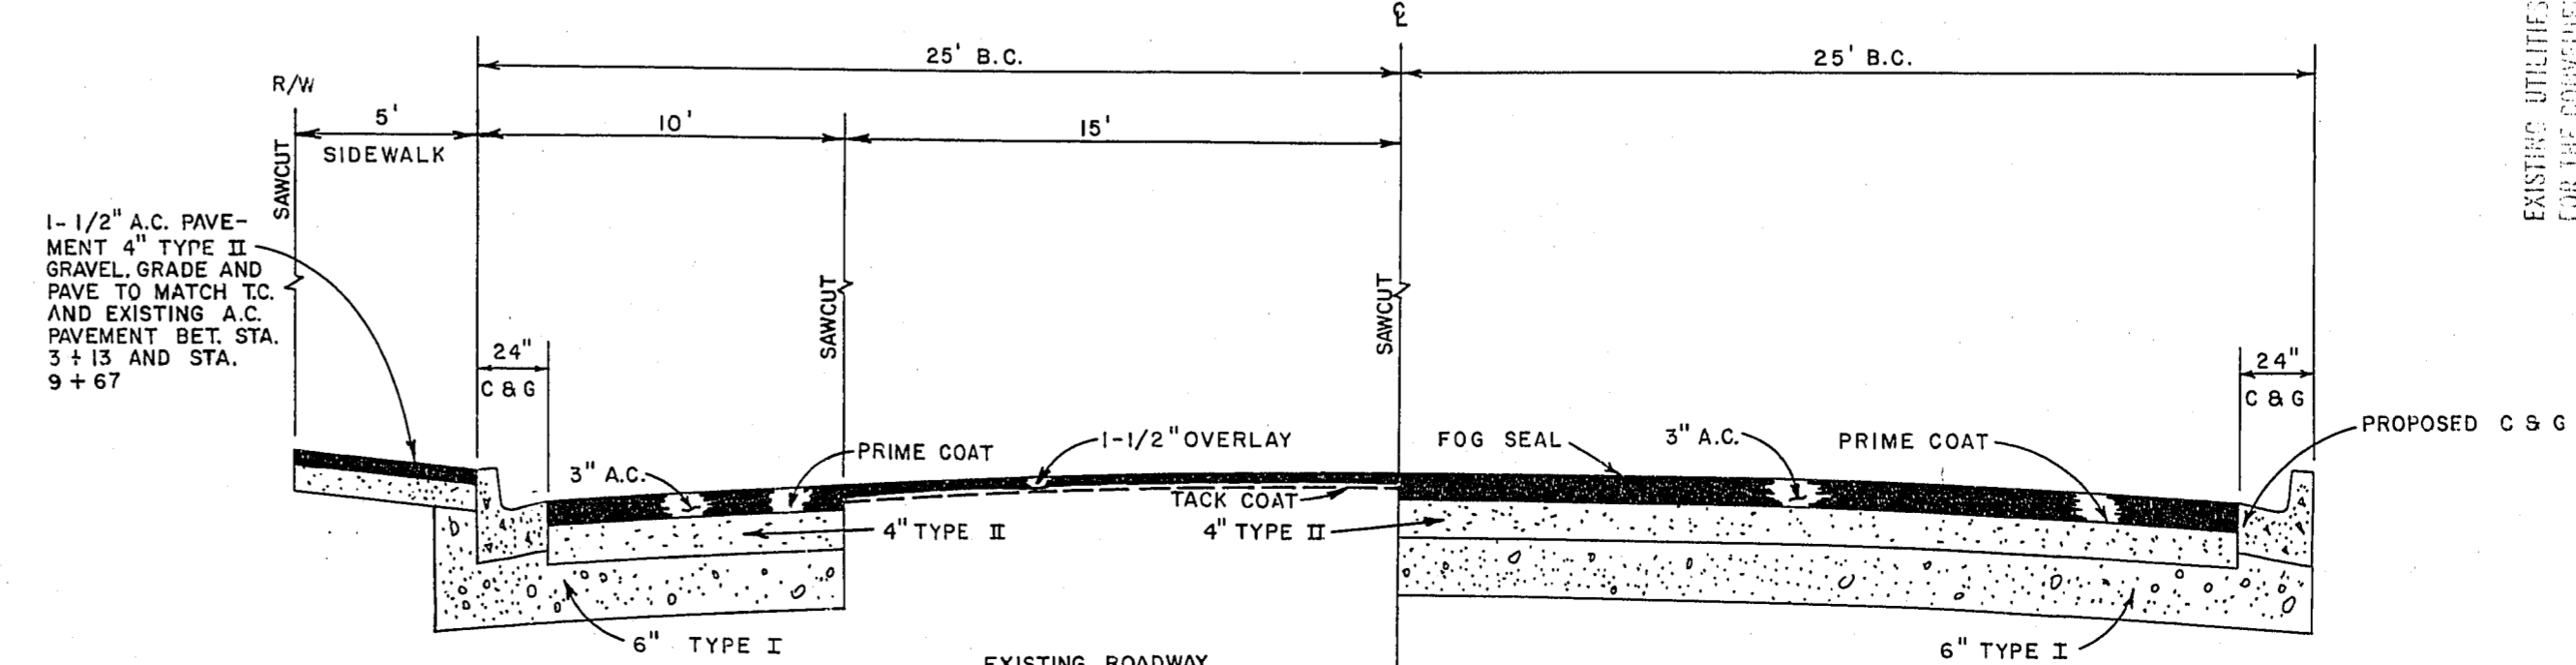 ℄
25' B.C.
25' B.C.
R/W
5'
10'
15'
SIDEWALK
SAWCUT
SAWCUT
SAWCUT
1-1/2" A.C. PAVE-
MENT 4" TYPE II
GRAVEL. GRADE AND
PAVE TO MATCH T.C.
AND EXISTING A.C.
PAVEMENT BET. STA.
3 + 13 AND STA.
9 + 67
24"
C & G
24"
C & G
PROPOSED C & G
3" A.C.
PRIME COAT
1-1/2" OVERLAY
FOG SEAL
3" A.C.
PRIME COAT
TACK COAT
4" TYPE II
4" TYPE II
6" TYPE I
6" TYPE I
EXISTING ROADWAY
EXISTING UTILITIES
FOR THE